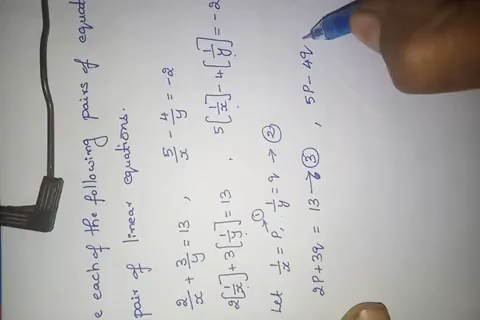 e each of the following pairs of equat
pair of linear equations.
2/x + 3/y = 13 , 5/x - 4/y = -2
2[1/x] + 3[1/y] = 13 , 5[1/x] - 4[1/y] = -2
Let 1/x = P, → ① 1/y = q → ②
2P + 3q = 13 → ③ , 5P - 4q